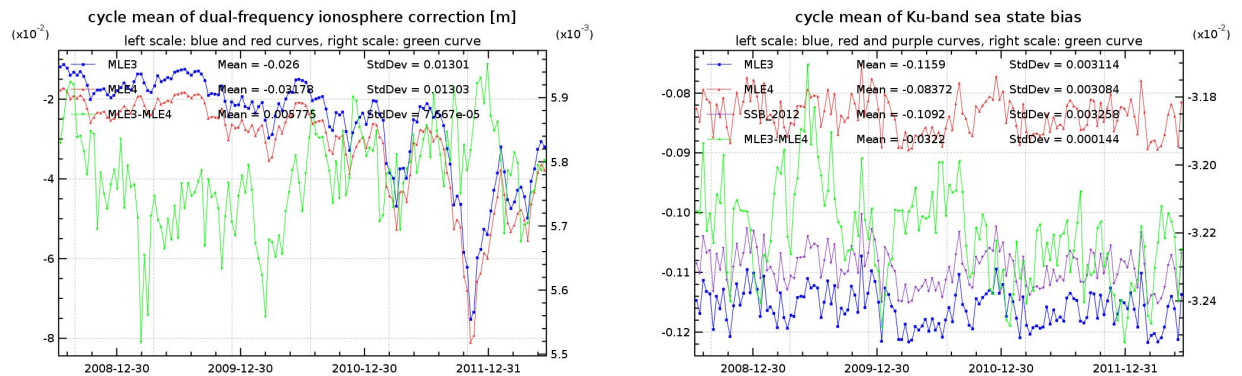 cycle mean of dual-frequency ionosphere correction [m]
(x10⁻²)
(x10⁻³)
left scale: blue and red curves, right scale: green curve
MLE3 Mean = -0.026 StdDev = 0.01301
MLE4 Mean = -0.03178 StdDev = 0.01303
MLE3-MLE4 Mean = 0.005775 StdDev = 7.567e-05
-2
-4
-6
-8
5.9
5.8
5.7
5.6
5.5
2008-12-30 2009-12-30 2010-12-30 2011-12-31
cycle mean of Ku-band sea state bias
(x10⁻²)
left scale: blue, red and purple curves, right scale: green curve
MLE3 Mean = -0.1159 StdDev = 0.003114
MLE4 Mean = -0.08372 StdDev = 0.003084
SSB_2012 Mean = -0.1092 StdDev = 0.003258
MLE3-MLE4 Mean = -0.0322 StdDev = 0.000144
-0.08
-0.09
-0.10
-0.11
-0.12
-3.18
-3.20
-3.22
-3.24
2008-12-30 2009-12-30 2010-12-30 2011-12-31